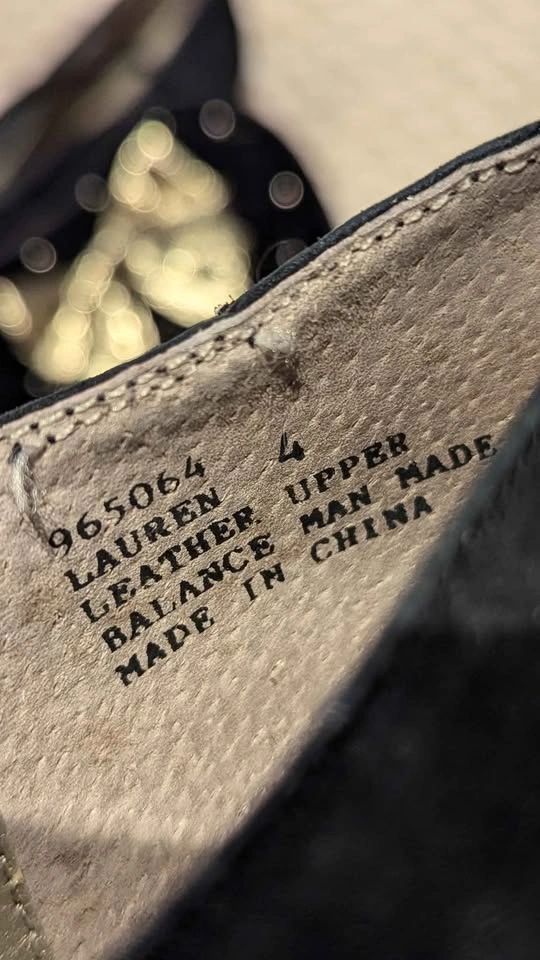 965064 4
LAUREN
LEATHER UPPER
BALANCE MAN MADE
MADE IN CHINA